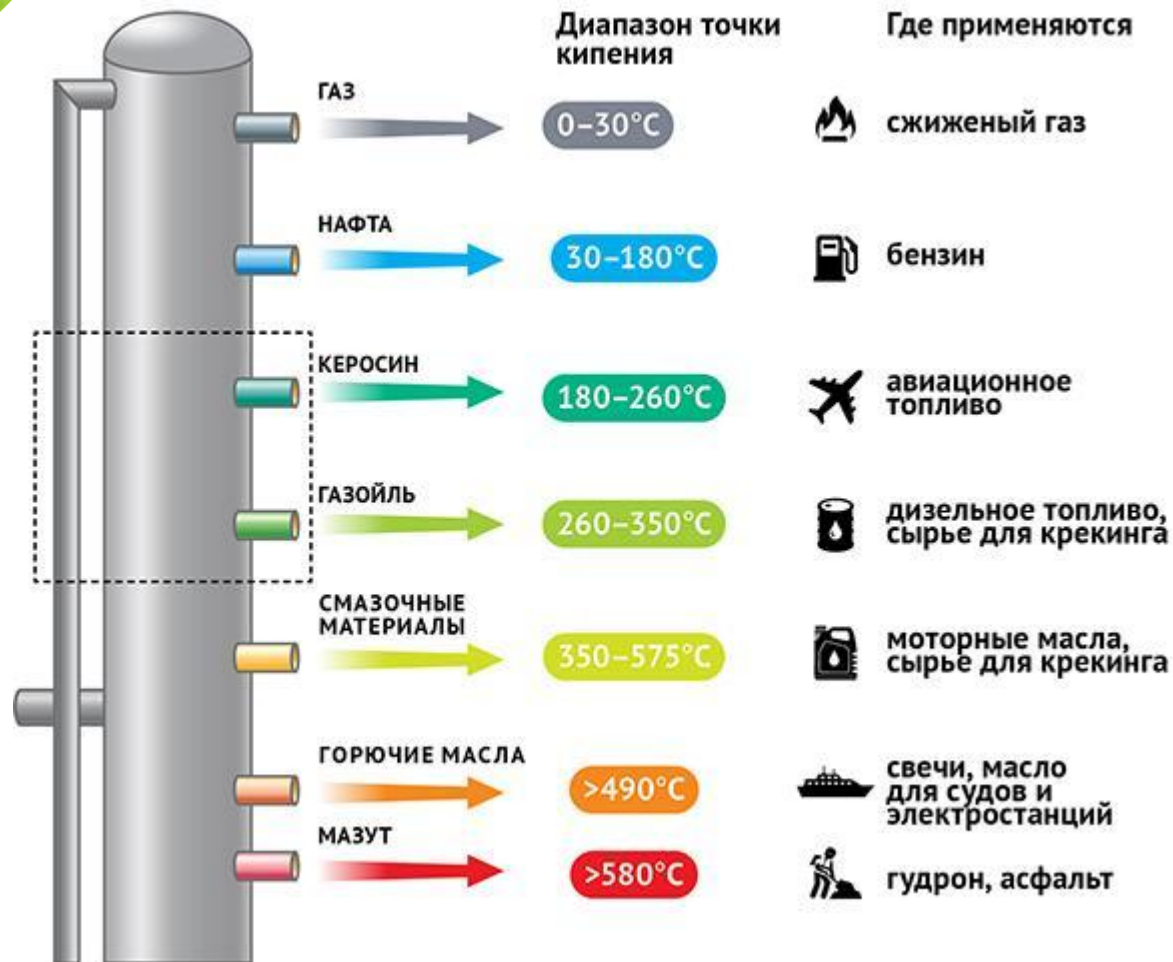 Диапазон точки
кипения
Где применяются
ГАЗ
0–30°C
сжиженый газ
НАФТА
30–180°C
бензин
КЕРОСИН
180–260°C
авиационное
топливо
ГАЗОЙЛЬ
260–350°C
дизельное топливо,
сырье для крекинга
СМАЗОЧНЫЕ
МАТЕРИАЛЫ
350–575°C
моторные масла,
сырье для крекинга
ГОРЮЧИЕ МАСЛА
>490°C
свечи, масло
для судов и
электростанций
МАЗУТ
>580°C
гудрон, асфальт